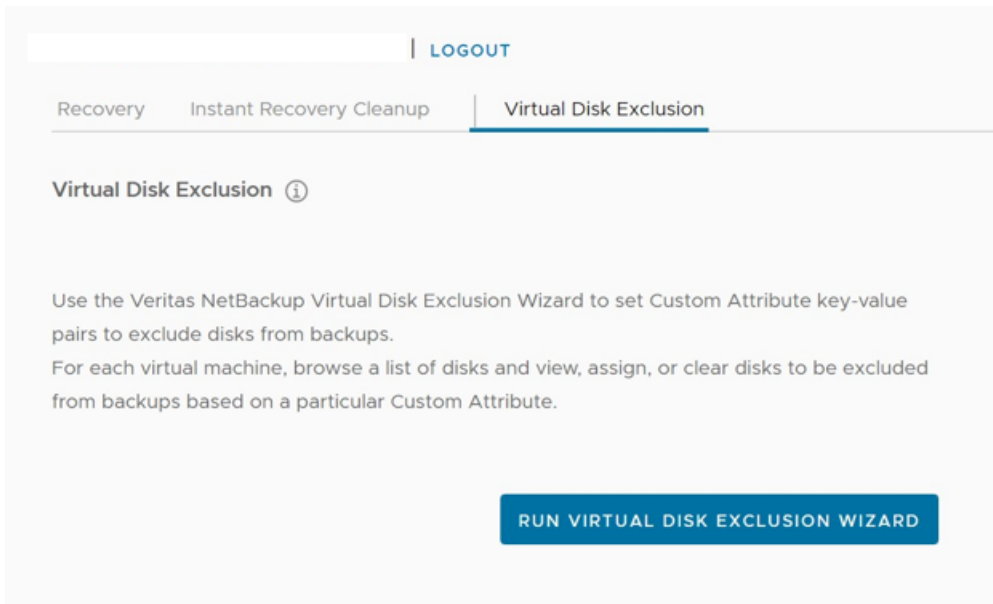 | LOGOUT
Recovery Instant Recovery Cleanup Virtual Disk Exclusion
Virtual Disk Exclusion
Use the Veritas NetBackup Virtual Disk Exclusion Wizard to set Custom Attribute key-value
pairs to exclude disks from backups.
For each virtual machine, browse a list of disks and view, assign, or clear disks to be excluded
from backups based on a particular Custom Attribute.
RUN VIRTUAL DISK EXCLUSION WIZARD